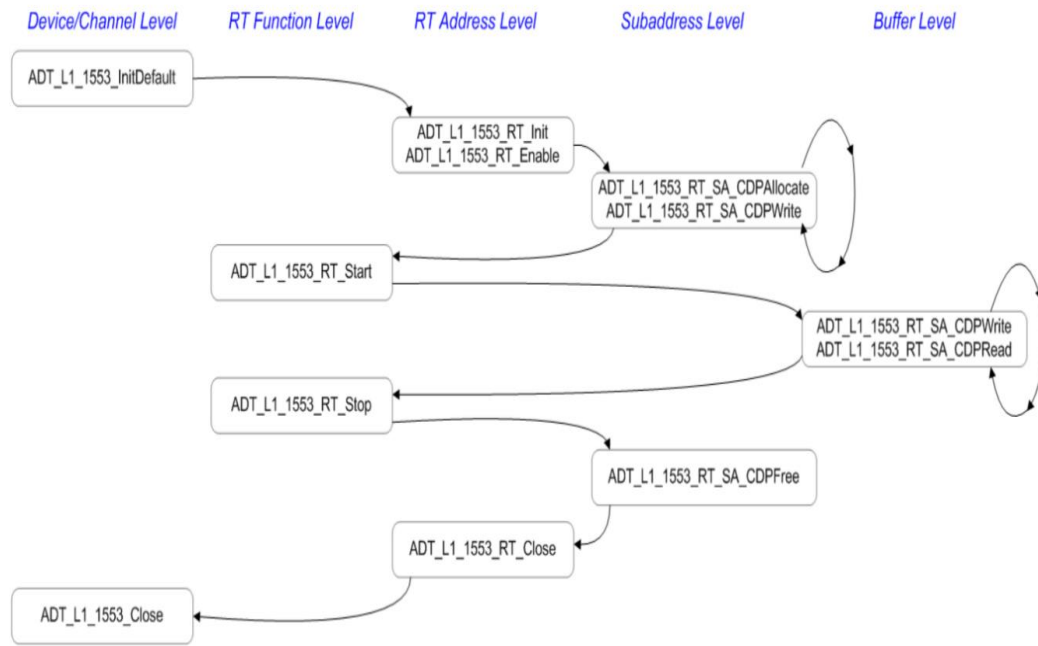 Device/Channel Level
RT Function Level
RT Address Level
Subaddress Level
Buffer Level
ADT_L1_1553_InitDefault
ADT_L1_1553_RT_Init
ADT_L1_1553_RT_Enable
ADT_L1_1553_RT_SA_CDPAllocate
ADT_L1_1553_RT_SA_CDPWrite
ADT_L1_1553_RT_Start
ADT_L1_1553_RT_SA_CDPWrite
ADT_L1_1553_RT_SA_CDPRead
ADT_L1_1553_RT_Stop
ADT_L1_1553_RT_SA_CDPFree
ADT_L1_1553_RT_Close
ADT_L1_1553_Close